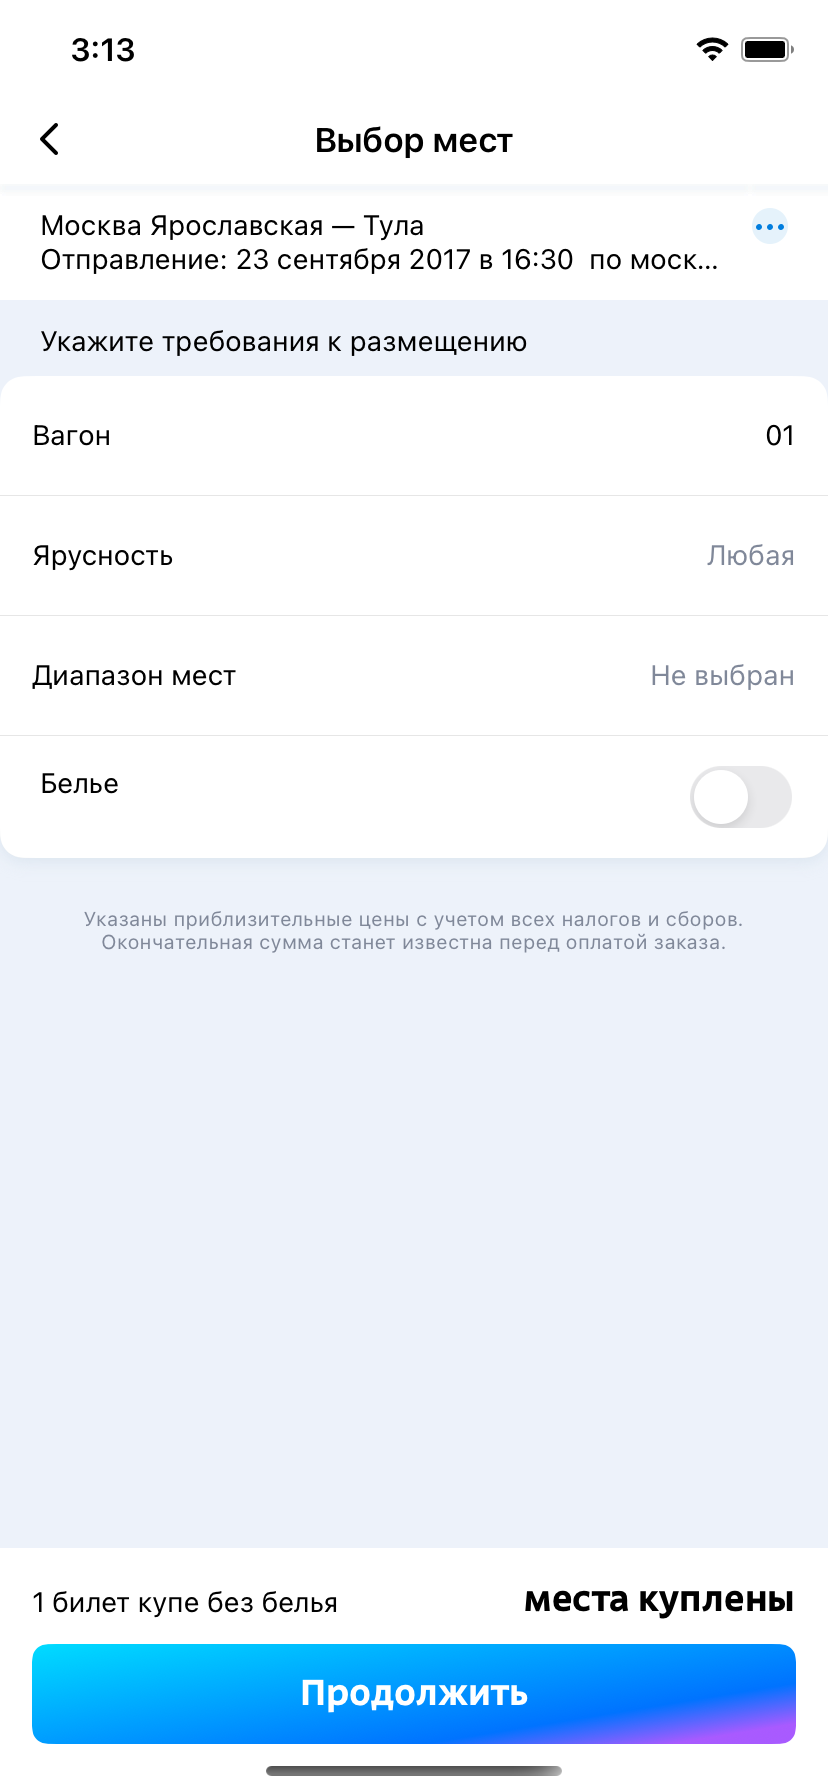 3:13
Выбор мест
Москва Ярославская — Тула
Отправление: 23 сентября 2017 в 16:30 по моск...
Укажите требования к размещению
Вагон 01
Ярусность Любая
Диапазон мест Не выбран
Белье
Указаны приблизительные цены с учетом всех налогов и сборов.
Окончательная сумма станет известна перед оплатой заказа.
1 билет купе без белья места куплены
Продолжить